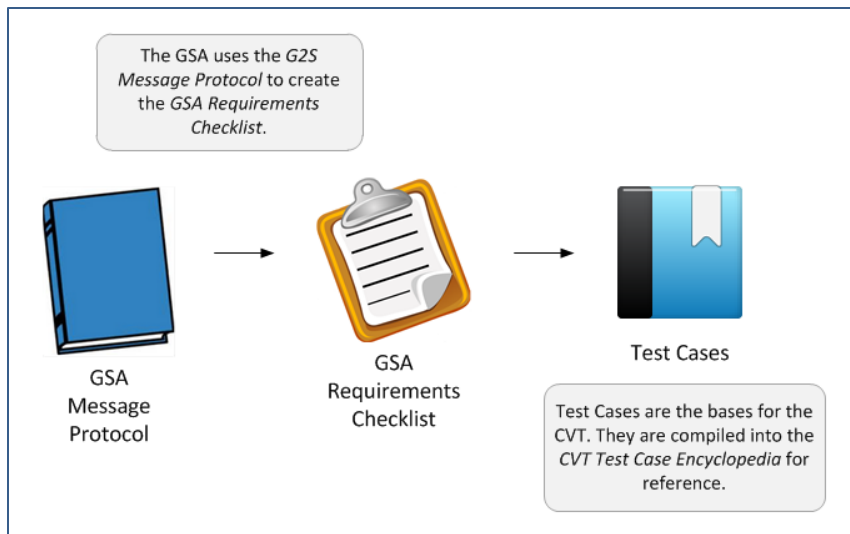 The GSA uses the G2S
Message Protocol to create
the GSA Requirements
Checklist.
GSA
Message
Protocol
GSA
Requirements
Checklist
Test Cases
Test Cases are the bases for the
CVT. They are compiled into the
CVT Test Case Encyclopedia for
reference.